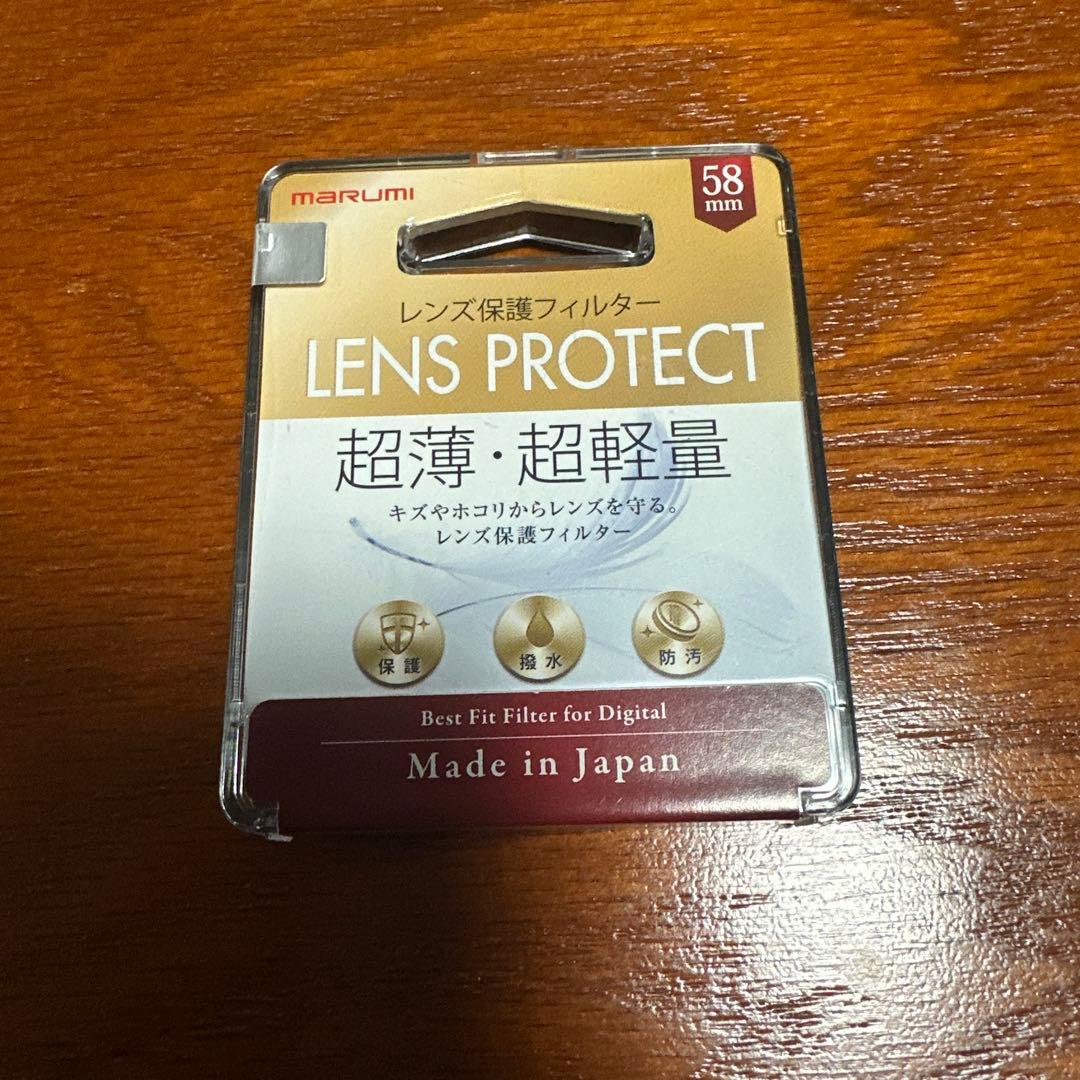 marumi
58
mm
レンズ保護フィルター
LENS PROTECT
超薄・超軽量
キズやホコリからレンズを守る。
レンズ保護フィルター
保護
撥水
防汚
Best Fit Filter for Digital
Made in Japan